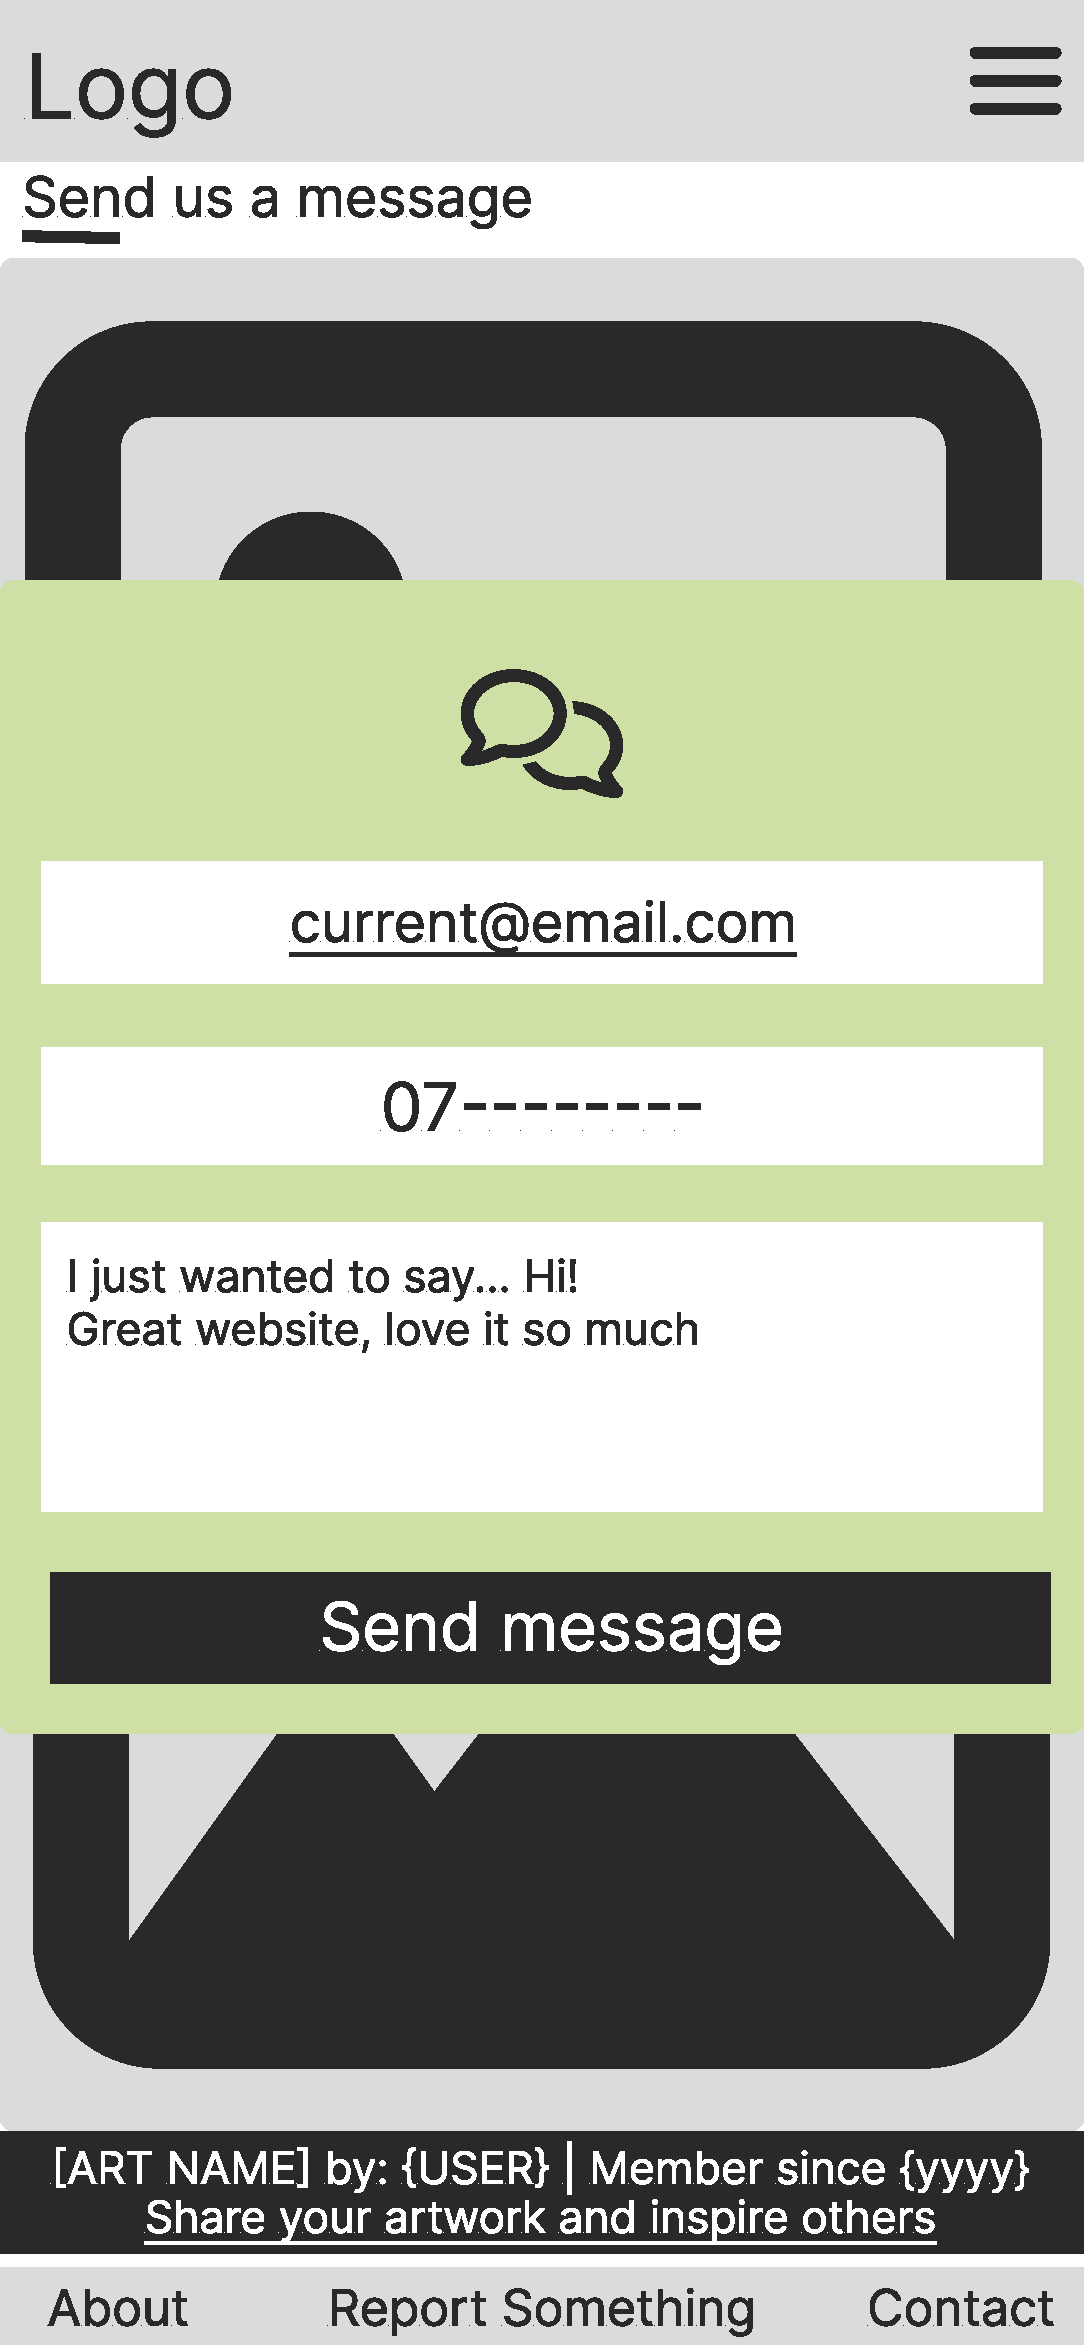 Logo
Send us a message
current@email.com
07--------
I just wanted to say... Hi!
Great website, love it so much
Send message
[ART NAME] by: {USER} | Member since {yyyy}
Share your artwork and inspire others
About Report Something Contact